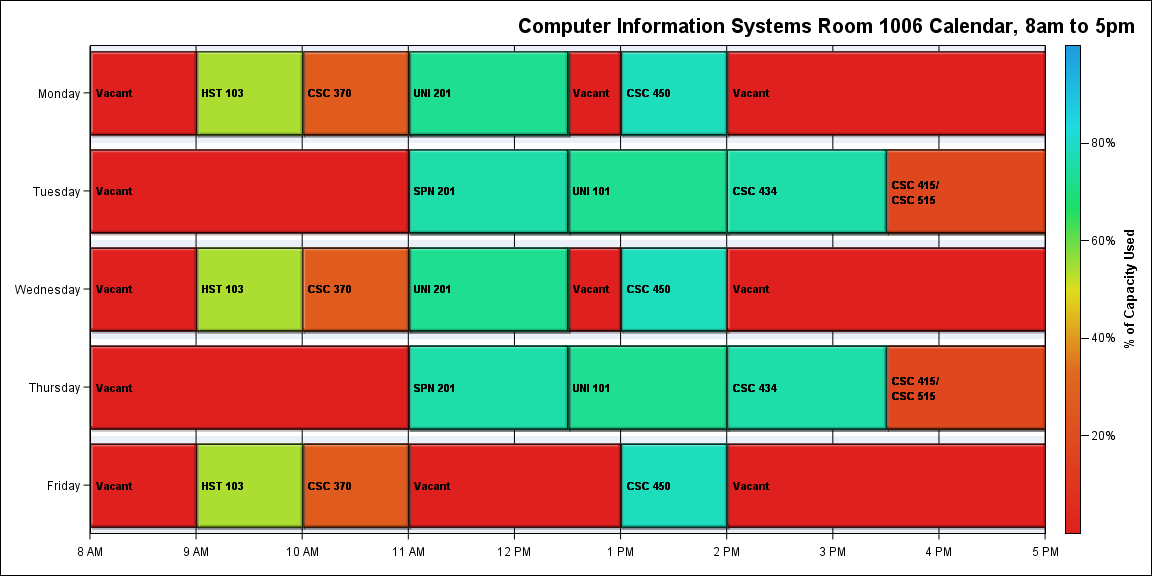 Computer Information Systems Room 1006 Calendar, 8am to 5pm
Monday
Vacant
HST 103
CSC 370
UNI 201
Vacant
CSC 450
Vacant
Tuesday
Vacant
SPN 201
UNI 101
CSC 434
CSC 415/
CSC 515
Wednesday
Vacant
HST 103
CSC 370
UNI 201
Vacant
CSC 450
Vacant
Thursday
Vacant
SPN 201
UNI 101
CSC 434
CSC 415/
CSC 515
Friday
Vacant
HST 103
CSC 370
Vacant
CSC 450
Vacant
8 AM
9 AM
10 AM
11 AM
12 PM
1 PM
2 PM
3 PM
4 PM
5 PM
80%
60%
40%
20%
% of Capacity Used